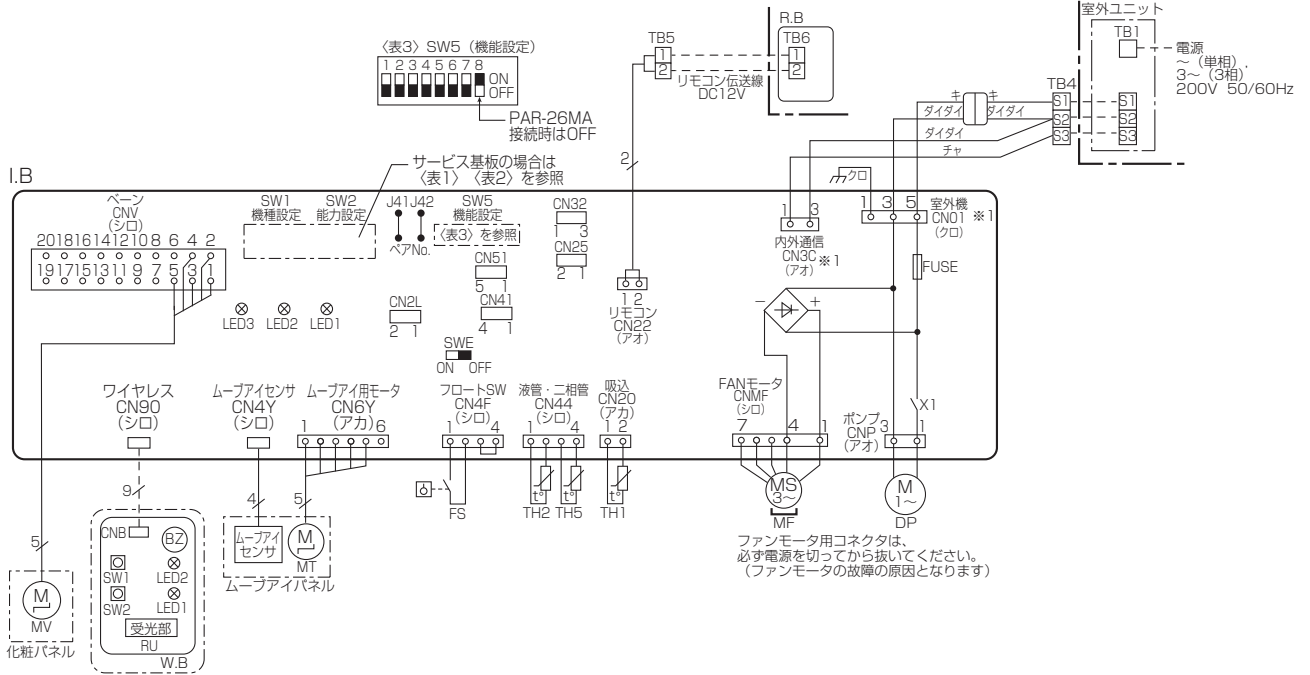 室外ユニット
TB1
電源
~（単相）,
3~（3相）
200V 50/60Hz
R.B
TB6
1
2
TB5
1
2
リモコン伝送線
DC12V
〈表3〉SW5（機能設定）
1 2 3 4 5 6 7 8
ON
OFF
PAR-26MA
接続時はOFF
TB4
S1
S2
S3
S1
S2
S3
キ キ
ダイダイ ダイダイ
ダイダイ
チャ
クロ
2
サービス基板の場合は
〈表1〉〈表2〉を参照
I.B
ベーン
CNV
(シロ)
20 18 16 14 12 10 8 6 4 2
19 17 15 13 11 9 7 5 3 1
SW1
機種設定
SW2
能力設定
J41 J42
ペアNo.
SW5
機能設定
〈表3〉を参照
CN32
1 3
CN25
2 1
CN51
5 1
CN41
4 1
CN2L
2 1
LED3 LED2 LED1
SWE
ON OFF
1 2
リモコン
CN22
(アオ)
1 3
内外通信
CN3C ※1
(アオ)
1 3 5
室外機
CN01 ※1
(クロ)
FUSE
− +
X1
ワイヤレス
CN90
(シロ)
ムーブアイセンサ
CN4Y
(シロ)
ムーブアイ用モータ
CN6Y
(アカ)
1 6
フロートSW
CN4F
(シロ)
1 4
液管・二相管
CN44
(シロ)
1 4
吸込
CN20
(アカ)
1 2
FANモータ
CNMF
(シロ)
7 4 1
ポンプ
CNP
(アオ)
3 1
9
4
5
5
FS
t°
t°
t°
TH2 TH5
TH1
MS
3~
MF
M
1~
DP
ファンモータ用コネクタは、
必ず電源を切ってから抜いてください。
（ファンモータの故障の原因となります）
CNB
BZ
SW1
LED2
SW2
LED1
受光部
RU
W.B
ムーブアイ
センサ
M
MT
ムーブアイパネル
M
MV
化粧パネル